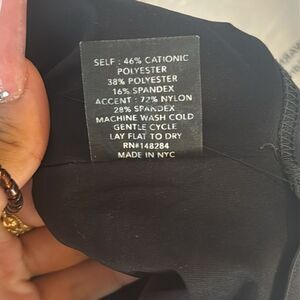 SELF : 46% CATIONIC
POLYESTER
38% POLYESTER
16% SPANDEX
ACCENT : 72% NYLON
28% SPANDEX
MACHINE WASH COLD
GENTLE CYCLE
LAY FLAT TO DRY
RN#148284
MADE IN NYC